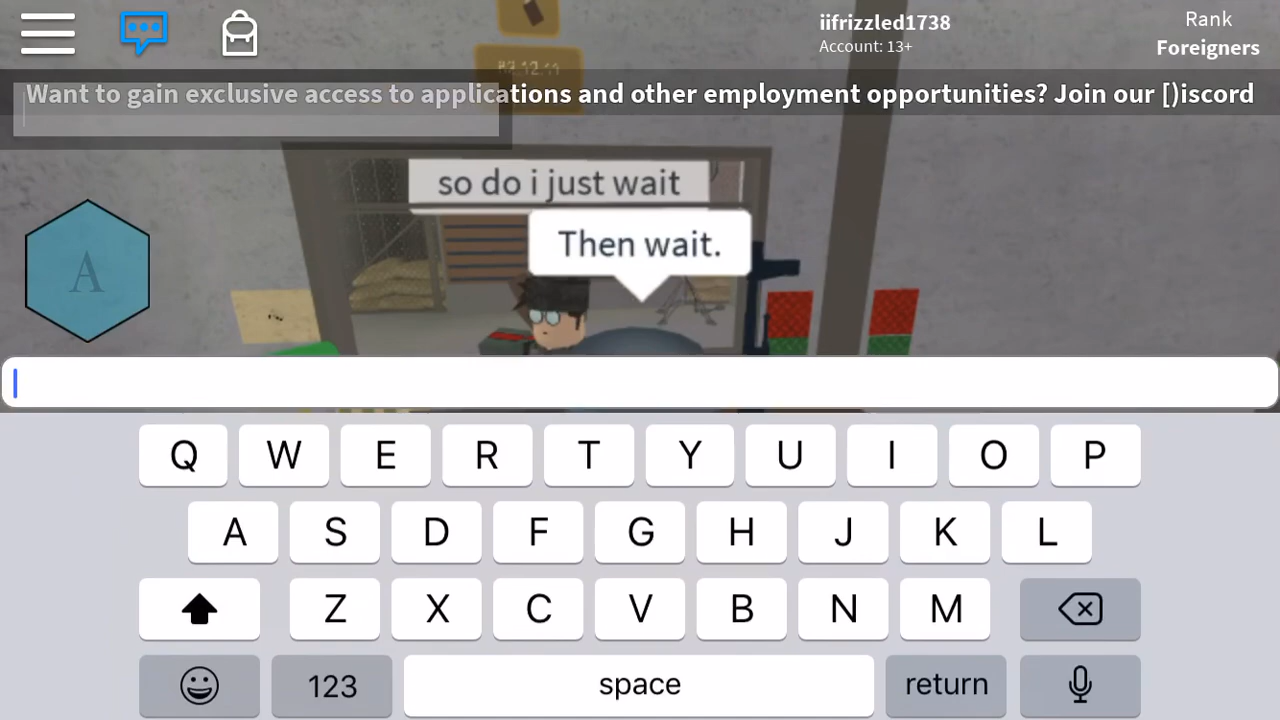 iifrizzled1738
Account: 13+
Rank
Foreigners
Want to gain exclusive access to applications and other employment opportunities? Join our [)iscord
so do i just wait
Then wait.
A
Q W E R T Y U I O P
A S D F G H J K L
Z X C V B N M
123 space return